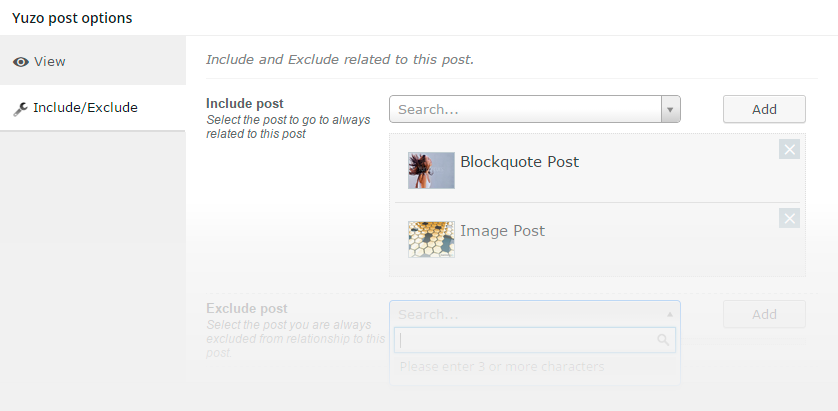 Yuzo post options
View
Include/Exclude
Include and Exclude related to this post.
Include post
Select the post to go to always
related to this post
Search...
Add
Blockquote Post
Image Post
Exclude post
Select the post you are always
excluded from relationship to this
post
Search...
Add
Please enter 3 or more characters